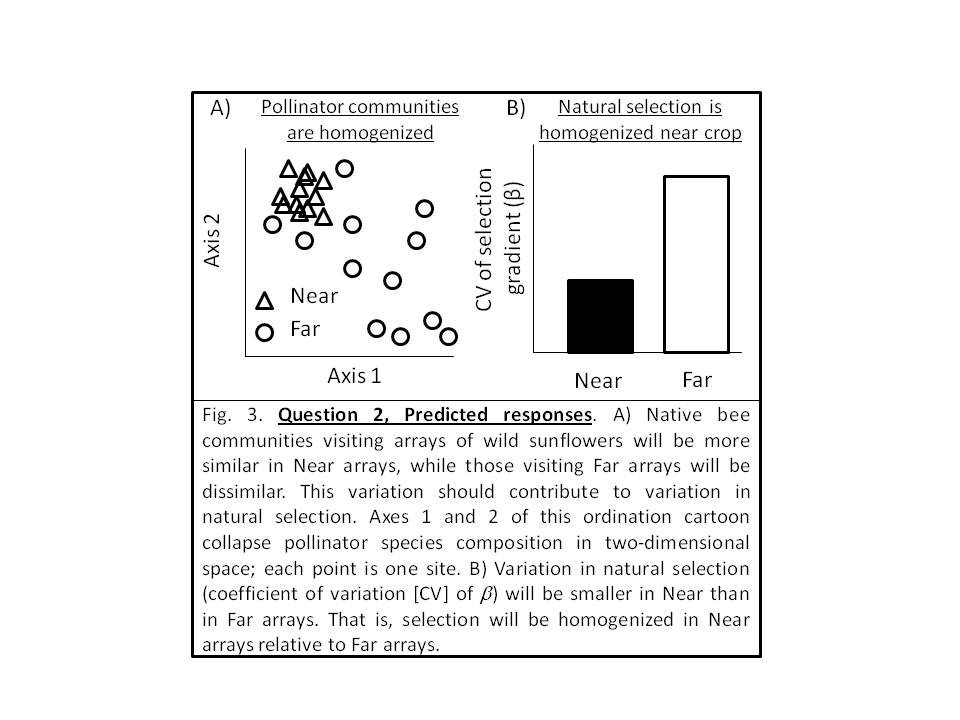 A) Pollinator communities
are homogenized
B) Natural selection is
homogenized near crop
Axis 2
Near
Far
Axis 1
CV of selection
gradient (β)
Near
Far
Fig. 3. Question 2, Predicted responses. A) Native bee
communities visiting arrays of wild sunflowers will be more
similar in Near arrays, while those visiting Far arrays will be
dissimilar. This variation should contribute to variation in
natural selection. Axes 1 and 2 of this ordination cartoon
collapse pollinator species composition in two-dimensional
space; each point is one site. B) Variation in natural selection
(coefficient of variation [CV] of β) will be smaller in Near than
in Far arrays. That is, selection will be homogenized in Near
arrays relative to Far arrays.